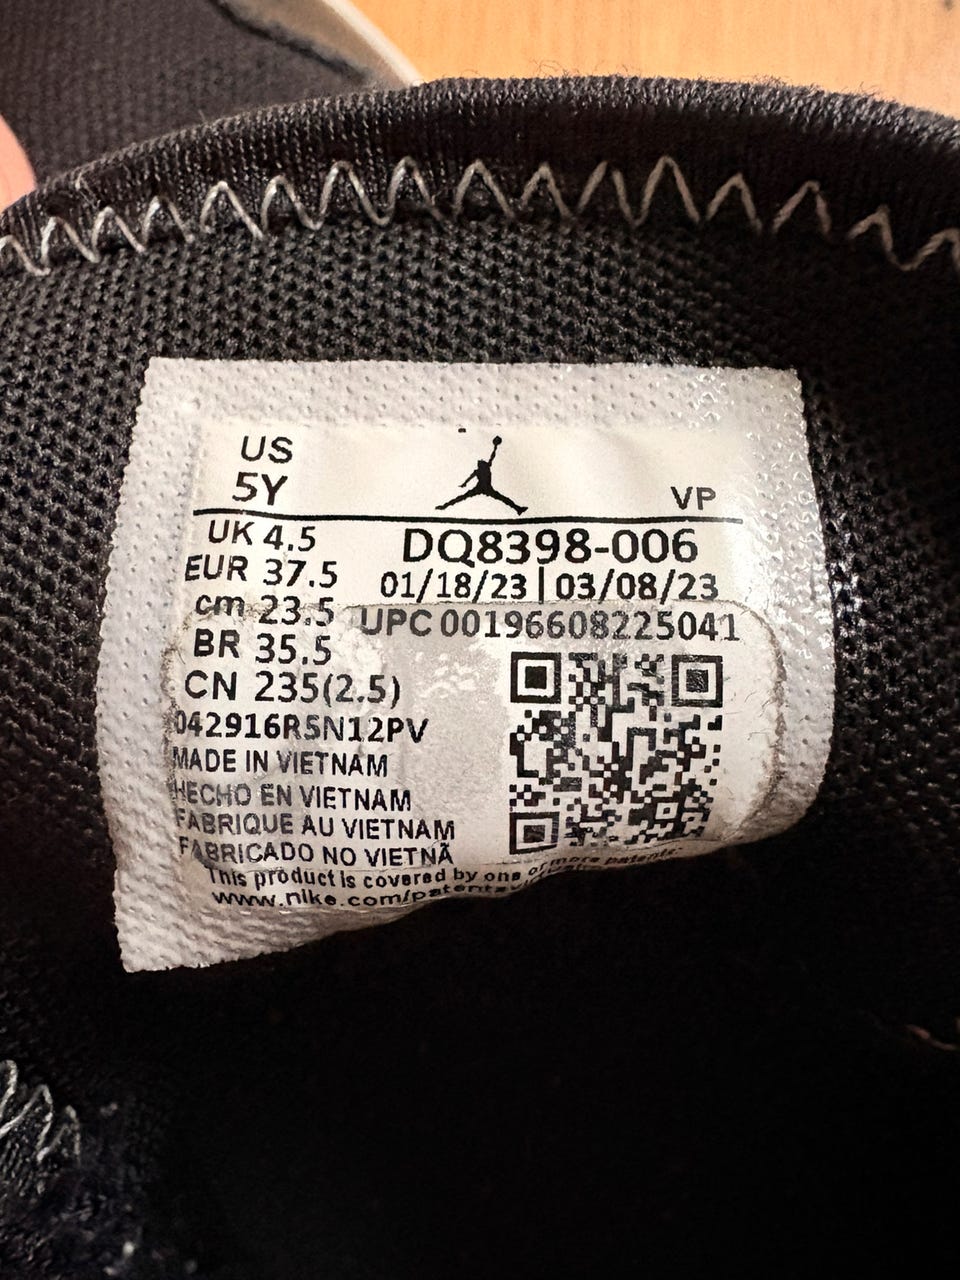 US
5Y
VP
UK 4.5
EUR 37.5
cm 23.5
BR 35.5
CN 235(2.5)
DQ8398-006
01/18/23 | 03/08/23
UPC 00196608225041
042916R5N12PV
MADE IN VIETNAM
HECHO EN VIETNAM
FABRIQUE AU VIETNAM
FABRICADO NO VIETNÃ
This product is covered by one or more patents.
www.nike.com/patents